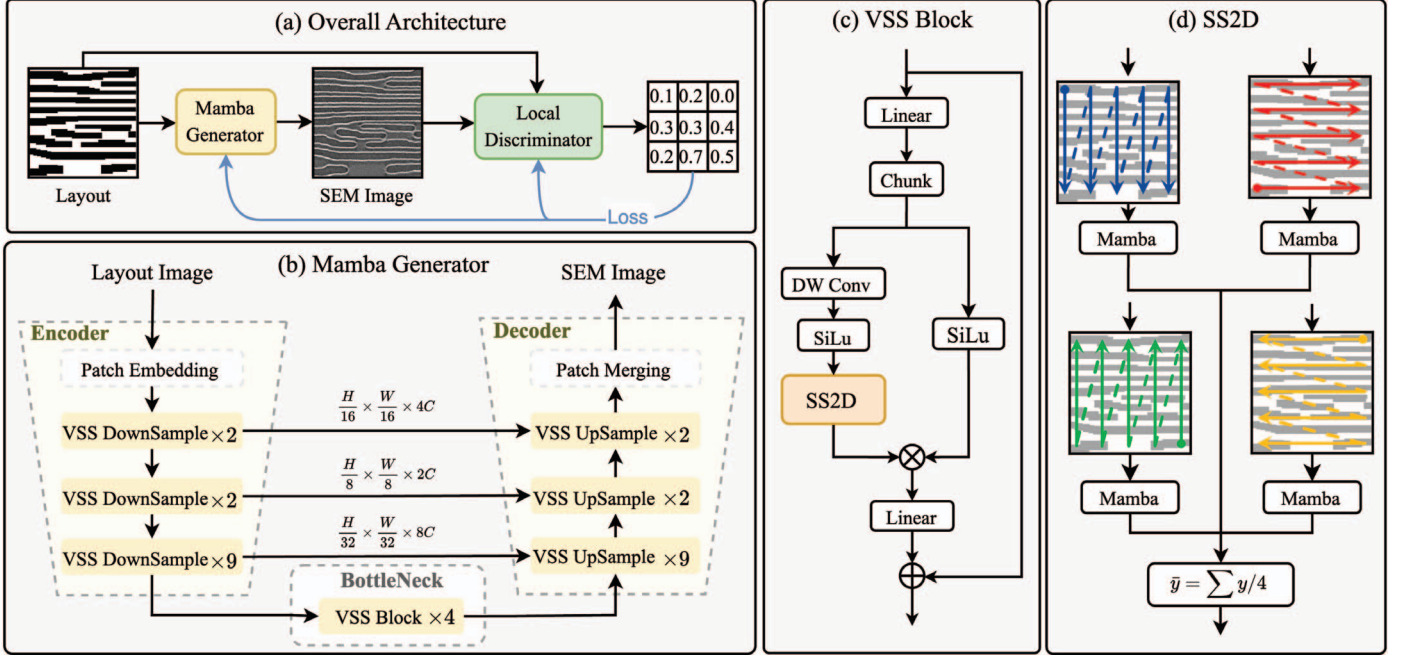 (a) Overall Architecture
Mamba
Generator
Local
Discriminator
0.1 0.2 0.0
0.3 0.3 0.4
0.2 0.7 0.5
Layout
SEM Image
Loss
(b) Mamba Generator
Layout Image
SEM Image
Encoder
Decoder
Patch Embedding
Patch Merging
VSS DownSample ×2
H/16 × W/16 × 4C
VSS UpSample ×2
VSS DownSample ×2
H/8 × W/8 × 2C
VSS UpSample ×2
VSS DownSample ×9
H/32 × W/32 × 8C
VSS UpSample ×9
BottleNeck
VSS Block ×4
(c) VSS Block
Linear
Chunk
DW Conv
SiLu
SiLu
SS2D
Linear
(d) SS2D
Mamba
Mamba
Mamba
Mamba
ȳ = ∑ y/4